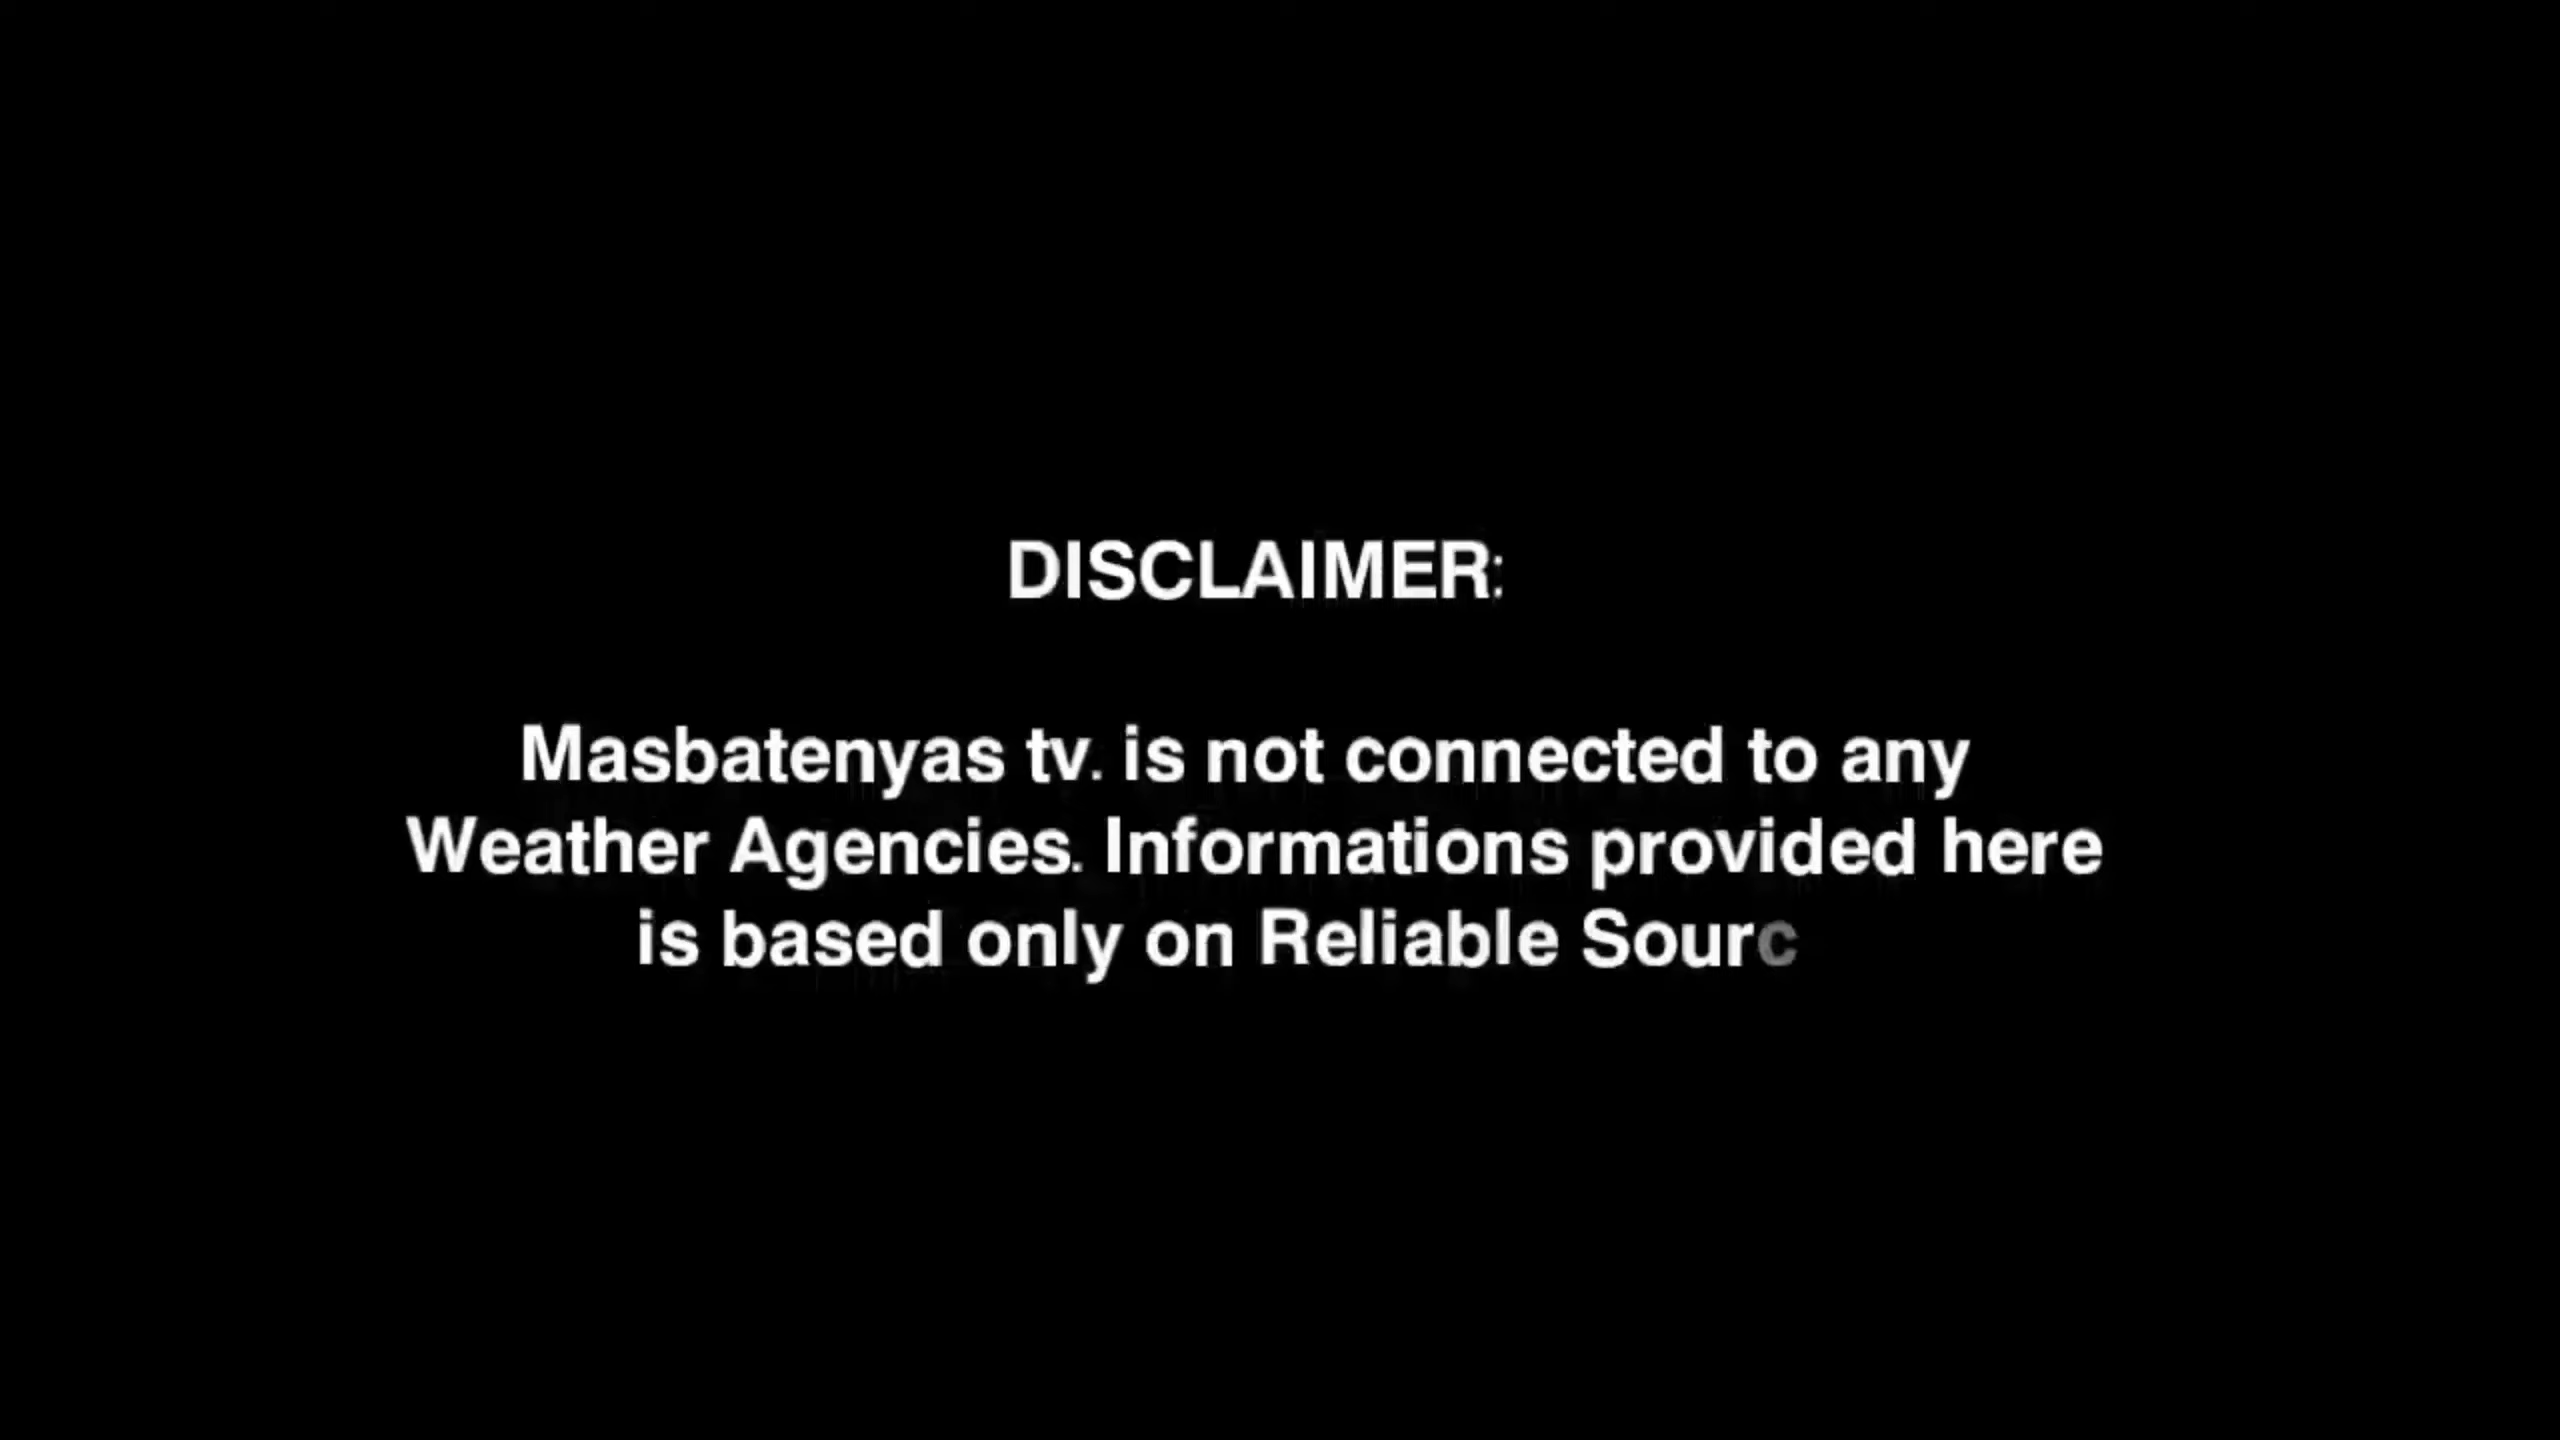 DISCLAIMER:
Masbatenyas tv. is not connected to any
Weather Agencies. Informations provided here
is based only on Reliable Sourc